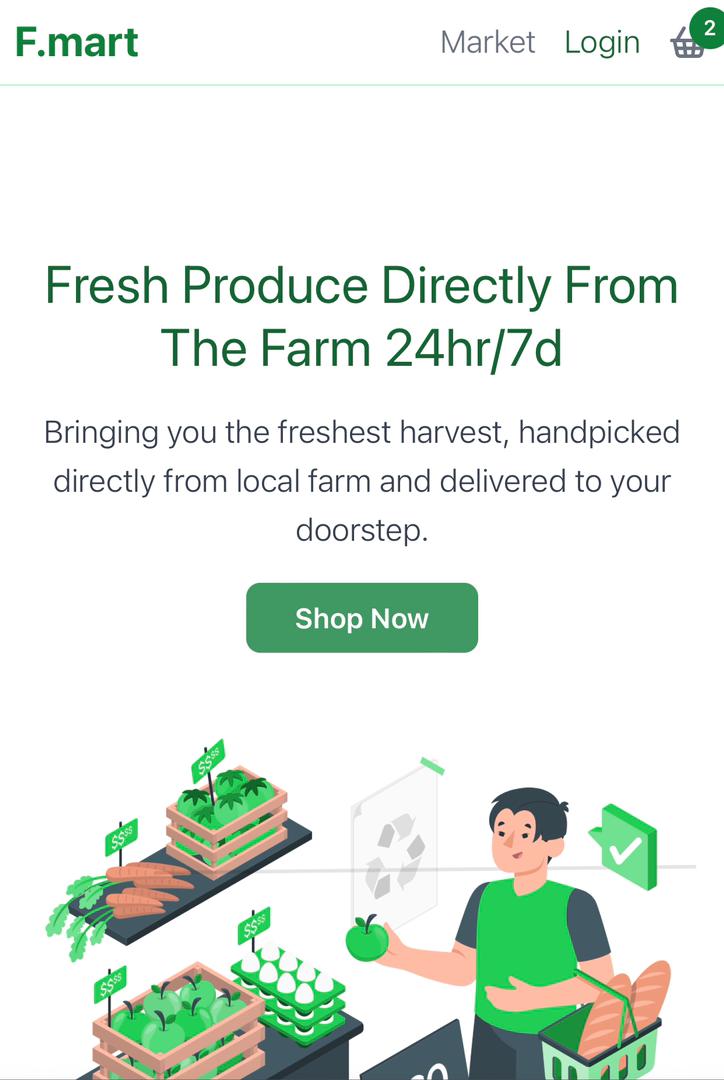 F.mart
Market
Login
2
Fresh Produce Directly From
The Farm 24hr/7d
Bringing you the freshest harvest, handpicked
directly from local farm and delivered to your
doorstep.
Shop Now
$$$$
$$$$
$$$$
$$$$